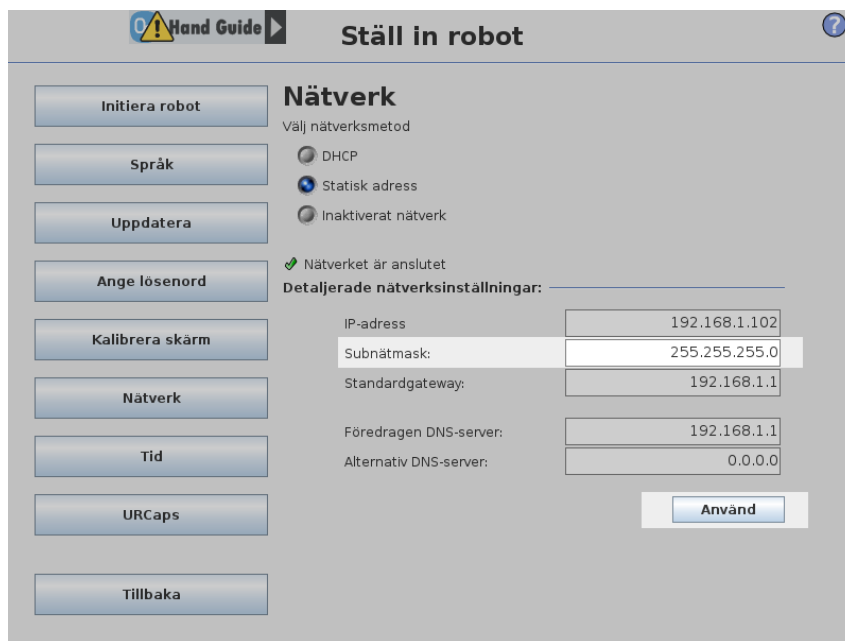 Hand Guide
Ställ in robot
?
Initiera robot
Språk
Uppdatera
Ange lösenord
Kalibrera skärm
Nätverk
Tid
URCaps
Tillbaka
Nätverk
Välj nätverksmetod
DHCP
Statisk adress
Inaktiverat nätverk
Nätverket är anslutet
Detaljerade nätverksinställningar:
IP-adress 192.168.1.102
Subnätmask: 255.255.255.0
Standardgateway: 192.168.1.1
Föredragen DNS-server: 192.168.1.1
Alternativ DNS-server: 0.0.0.0
Använd